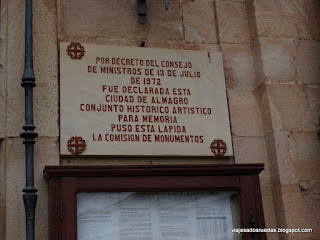 POR DECRETO DEL CONSEJO
DE MINISTROS DE 13 DE JULIO
DE 1972
FUE DECLARADA ESTA
CIUDAD DE ALMAGRO
CONJUNTO HISTORICO ARTISTICO
PARA MEMORIA
PUSO ESTA LAPIDA
LA COMISION DE MONUMENTOS
viajesadosruedas.blogspot.com